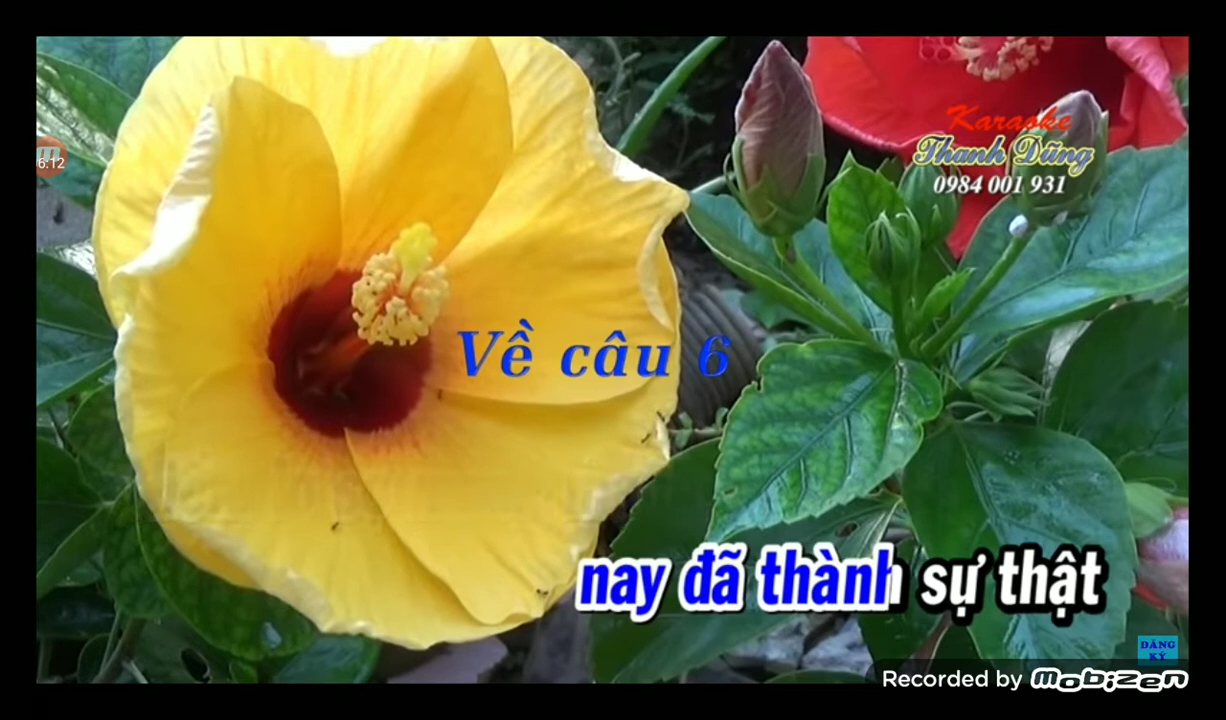 Karaoke
Thanh Dũng
0984 001 931
6:12
Về câu 6
nay đã thành sự thật
ĐĂNG
KÝ
Recorded by mobizen